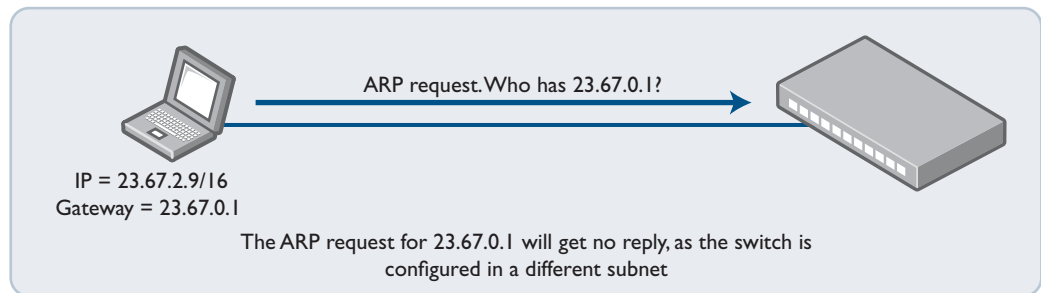 ARP request. Who has 23.67.0.1?
IP = 23.67.2.9/16
Gateway = 23.67.0.1
The ARP request for 23.67.0.1 will get no reply, as the switch is
configured in a different subnet